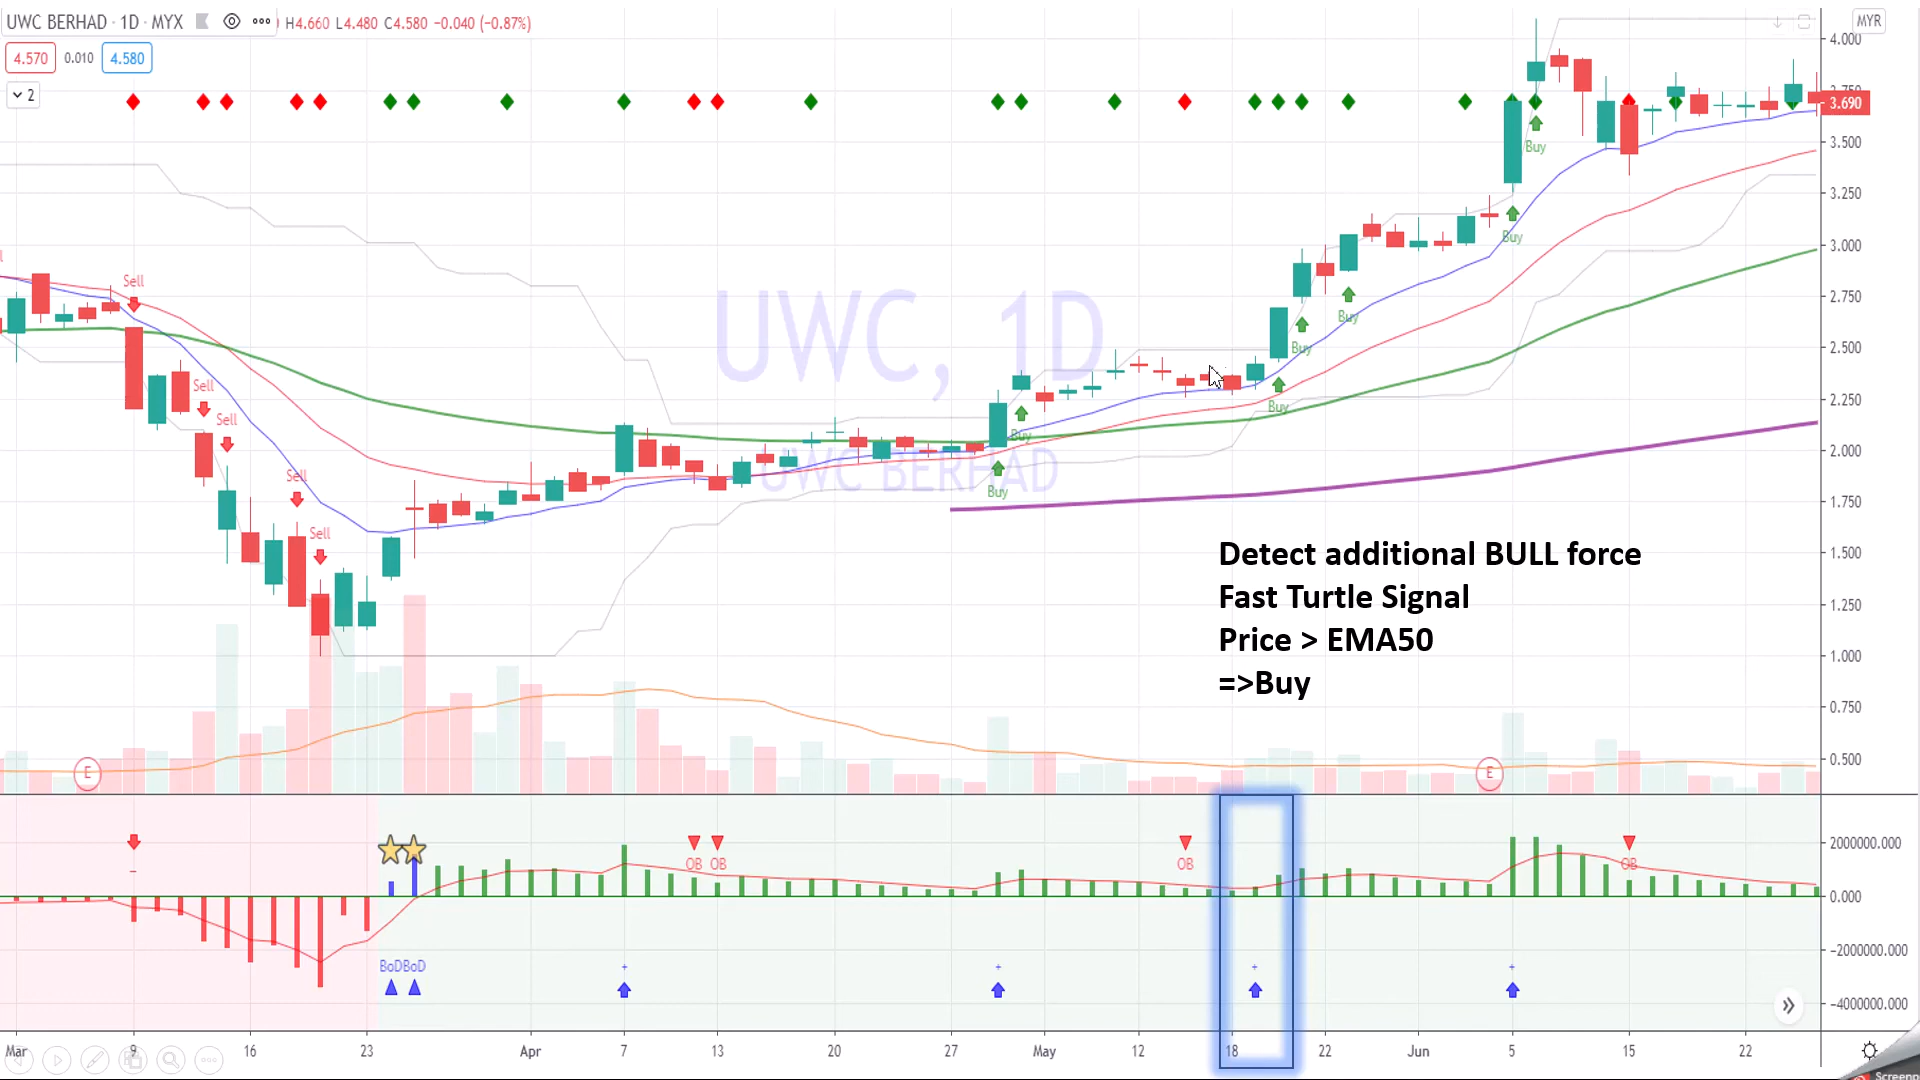 UWC BERHAD · 1D · MYX H4.660 L4.480 C4.580 −0.040 (−0.87%)
MYR
4.570 0.010 4.580
2
4.000
3.690
3.500
3.250
3.000
2.750
2.500
2.250
2.000
1.750
1.500
1.250
1.000
0.750
0.500
UWC, 1D
UWC BERHAD
Sell
Sell
Sell
Sell
Sell
Buy
Buy
Buy
Buy
Buy
Buy
Buy
Detect additional BULL force
Fast Turtle Signal
Price > EMA50
=>Buy
E
E
OB OB OB OB
BoD BoD
+ + + +
2000000.000
0.000
−2000000.000
−4000000.000
Mar 9 16 23 Apr 7 13 20 27 May 12 18 22 Jun 5 15 22